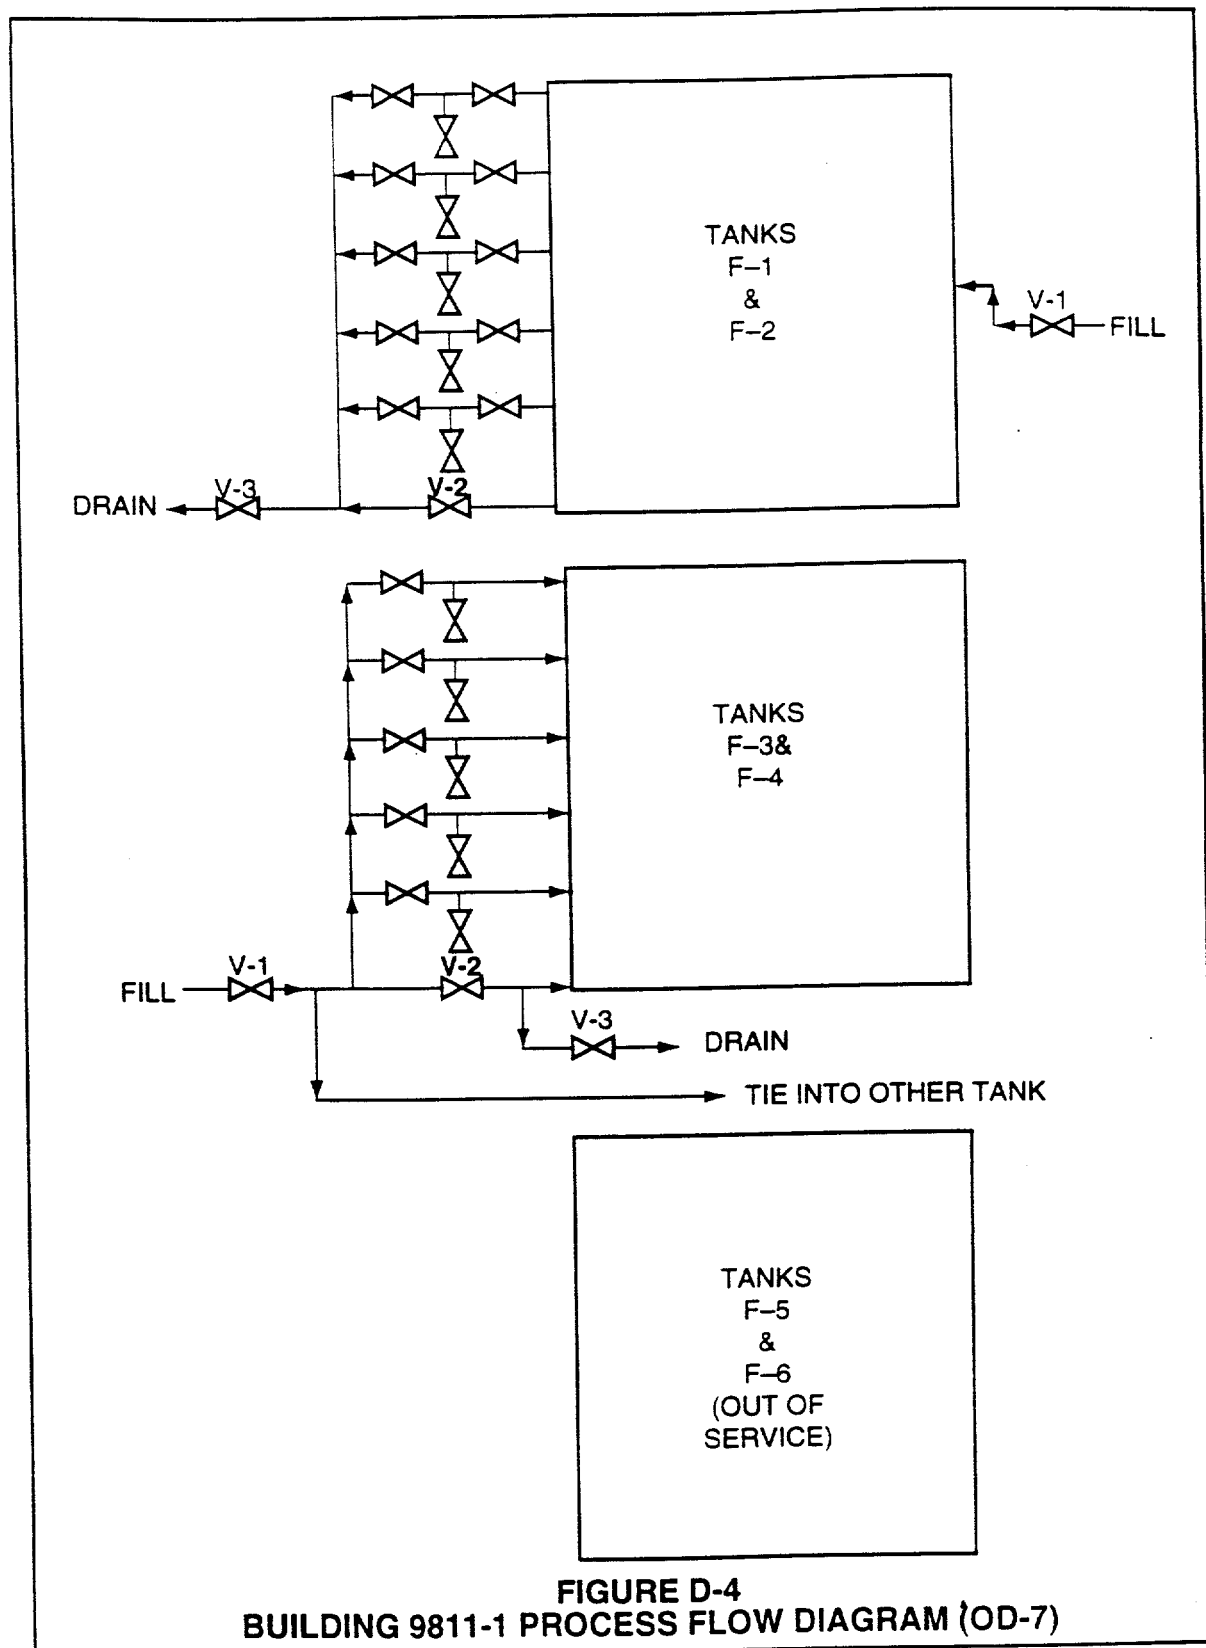 TANKS
F–1
&
F–2
V-1
FILL
V-3
V-2
DRAIN
TANKS
F–3&
F–4
V-1
V-2
FILL
V-3
DRAIN
TIE INTO OTHER TANK
TANKS
F–5
&
F–6
(OUT OF
SERVICE)
FIGURE D-4
BUILDING 9811-1 PROCESS FLOW DIAGRAM (OD-7)